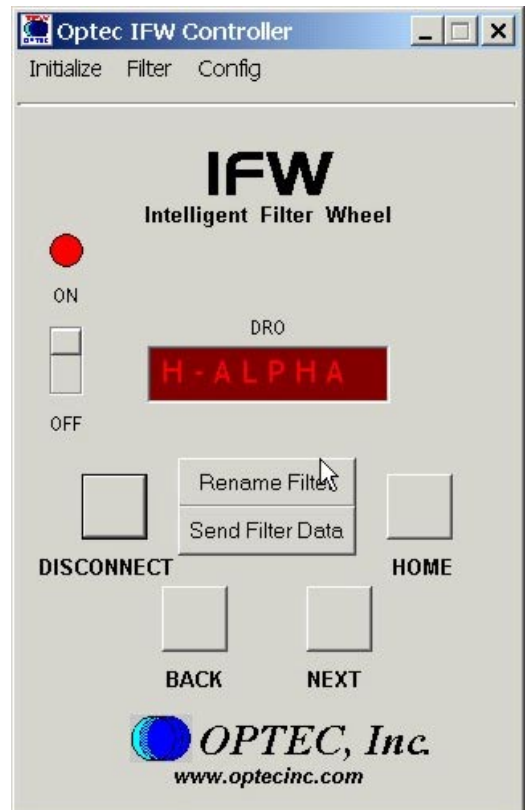 Optec IFW Controller
Initialize Filter Config
IFW
Intelligent Filter Wheel
ON
DRO
H-ALPHA
OFF
Rename Filter
Send Filter Data
DISCONNECT
HOME
BACK NEXT
OPTEC, Inc.
www.optecinc.com